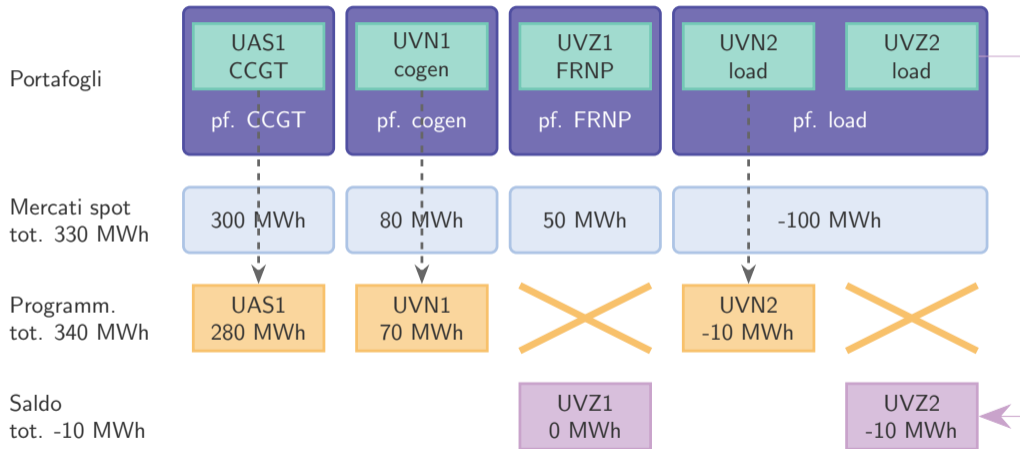 Portafogli
UAS1
CCGT
UVN1
cogen
UVZ1
FRNP
UVN2
load
UVZ2
load
pf. CCGT
pf. cogen
pf. FRNP
pf. load
Mercati spot
tot. 330 MWh
300 MWh
80 MWh
50 MWh
-100 MWh
Programm.
tot. 340 MWh
UAS1
280 MWh
UVN1
70 MWh
UVN2
-10 MWh
Saldo
tot. -10 MWh
UVZ1
0 MWh
UVZ2
-10 MWh